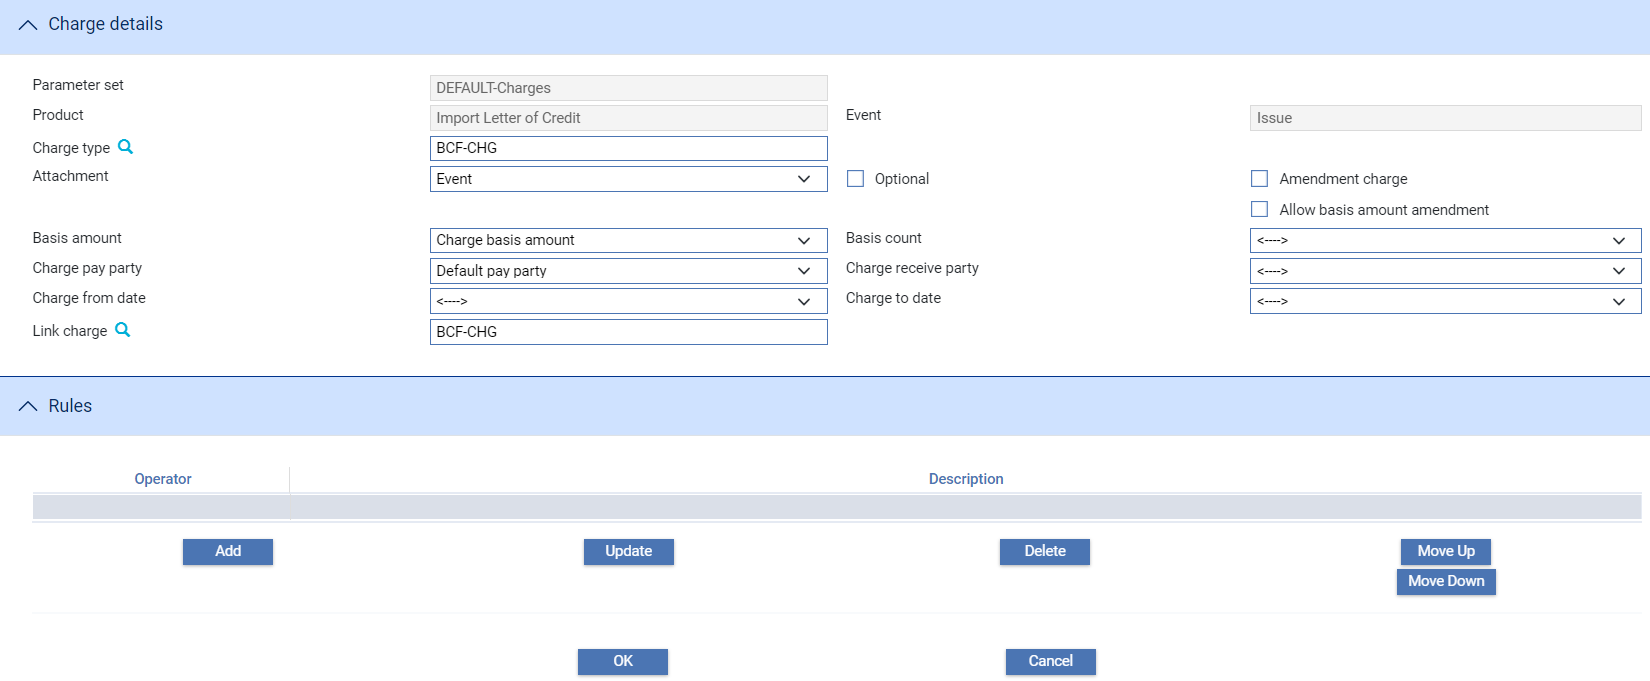 Charge details
Parameter set DEFAULT-Charges
Product Import Letter of Credit Event Issue
Charge type BCF-CHG
Attachment Event Optional Amendment charge
Allow basis amount amendment
Basis amount Charge basis amount Basis count <---->
Charge pay party Default pay party Charge receive party <---->
Charge from date <----> Charge to date <---->
Link charge BCF-CHG
Rules
Operator Description
Add Update Delete Move Up
Move Down
OK Cancel